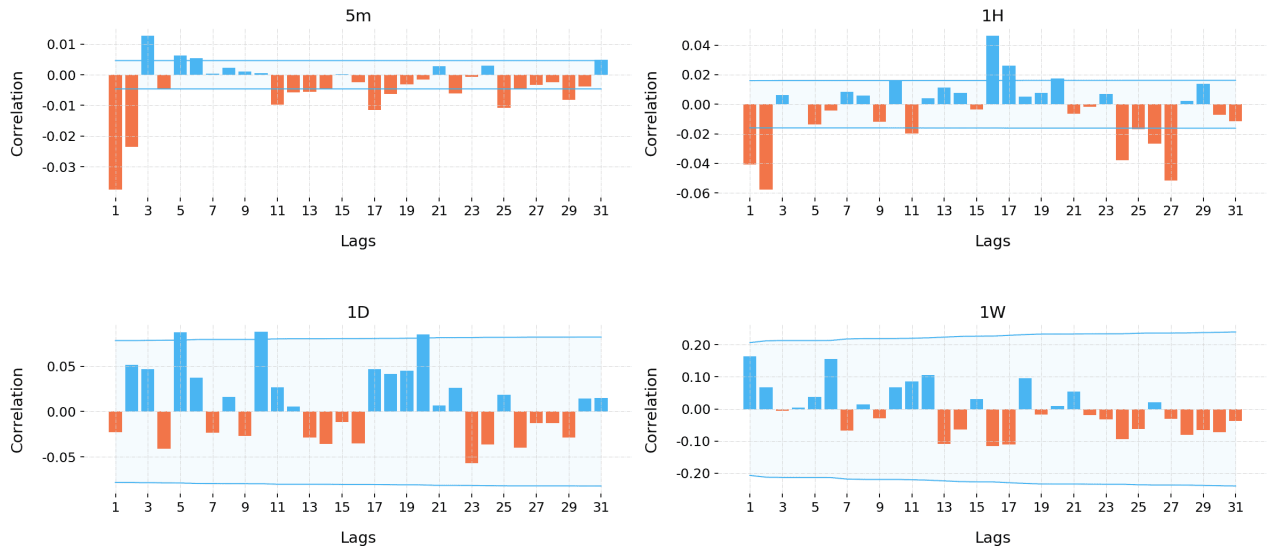 5m
Correlation
0.01
0.00
-0.01
-0.02
-0.03
1 3 5 7 9 11 13 15 17 19 21 23 25 27 29 31
Lags
1H
Correlation
0.04
0.02
0.00
-0.02
-0.04
-0.06
1 3 5 7 9 11 13 15 17 19 21 23 25 27 29 31
Lags
1D
Correlation
0.05
0.00
-0.05
1 3 5 7 9 11 13 15 17 19 21 23 25 27 29 31
Lags
1W
Correlation
0.20
0.10
0.00
-0.10
-0.20
1 3 5 7 9 11 13 15 17 19 21 23 25 27 29 31
Lags